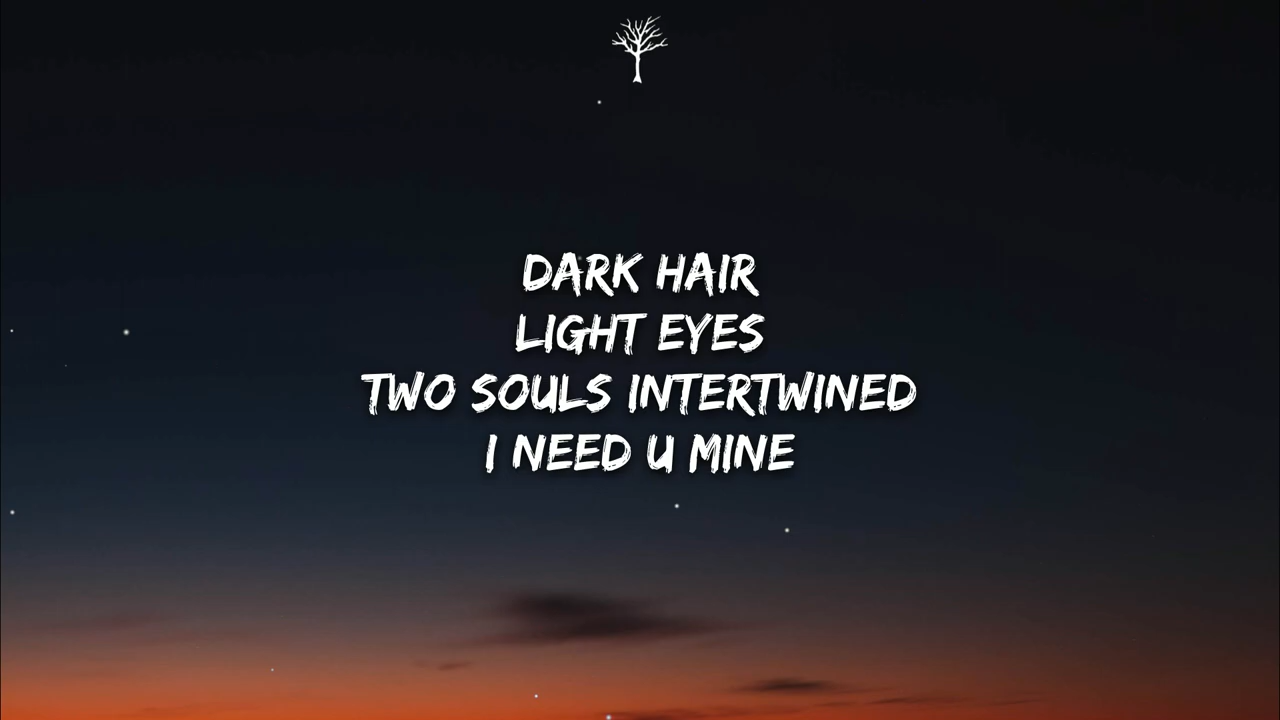 DARK HAIR
LIGHT EYES
TWO SOULS INTERTWINED
I NEED U MINE